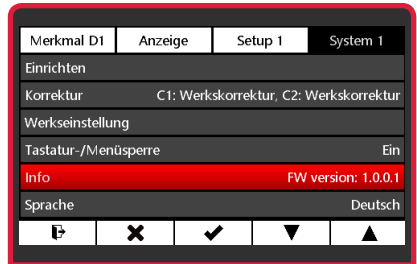 Merkmal D1 Anzeige Setup 1 System 1
Einrichten
Korrektur C1: Werkskorrektur, C2: Werkskorrektur
Werkseinstellung
Tastatur-/Menüsperre Ein
Info FW version: 1.0.0.1
Sprache Deutsch